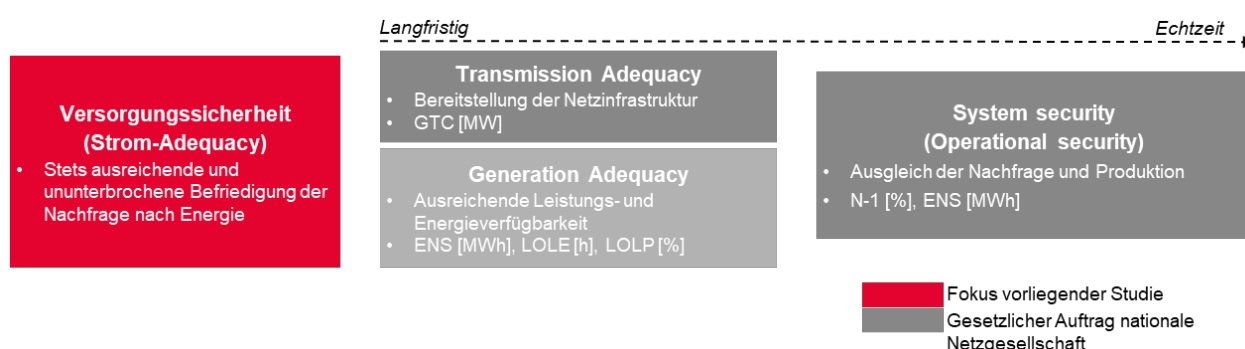 Langfristig
Echtzeit
Versorgungssicherheit
(Strom-Adequacy)
• Stets ausreichende und
ununterbrochene Befriedigung der
Nachfrage nach Energie
Transmission Adequacy
• Bereitstellung der Netzinfrastruktur
• GTC [MW]
Generation Adequacy
• Ausreichende Leistungs- und
Energieverfügbarkeit
• ENS [MWh], LOLE [h], LOLP [%]
System security
(Operational security)
• Ausgleich der Nachfrage und Produktion
• N-1 [%], ENS [MWh]
Fokus vorliegender Studie
Gesetzlicher Auftrag nationale
Netzgesellschaft